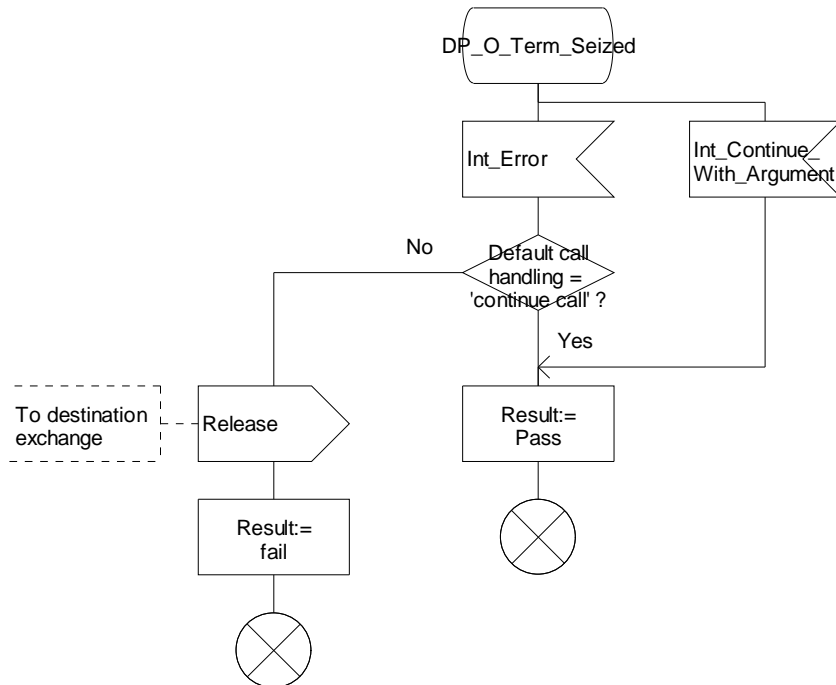 DP_O_Term_Seized
Int_Error
Int_Continue_
With_Argument
No
Default call
handling =
'continue call' ?
Yes
To destination
exchange
Release
Result:=
Pass
Result:=
fail